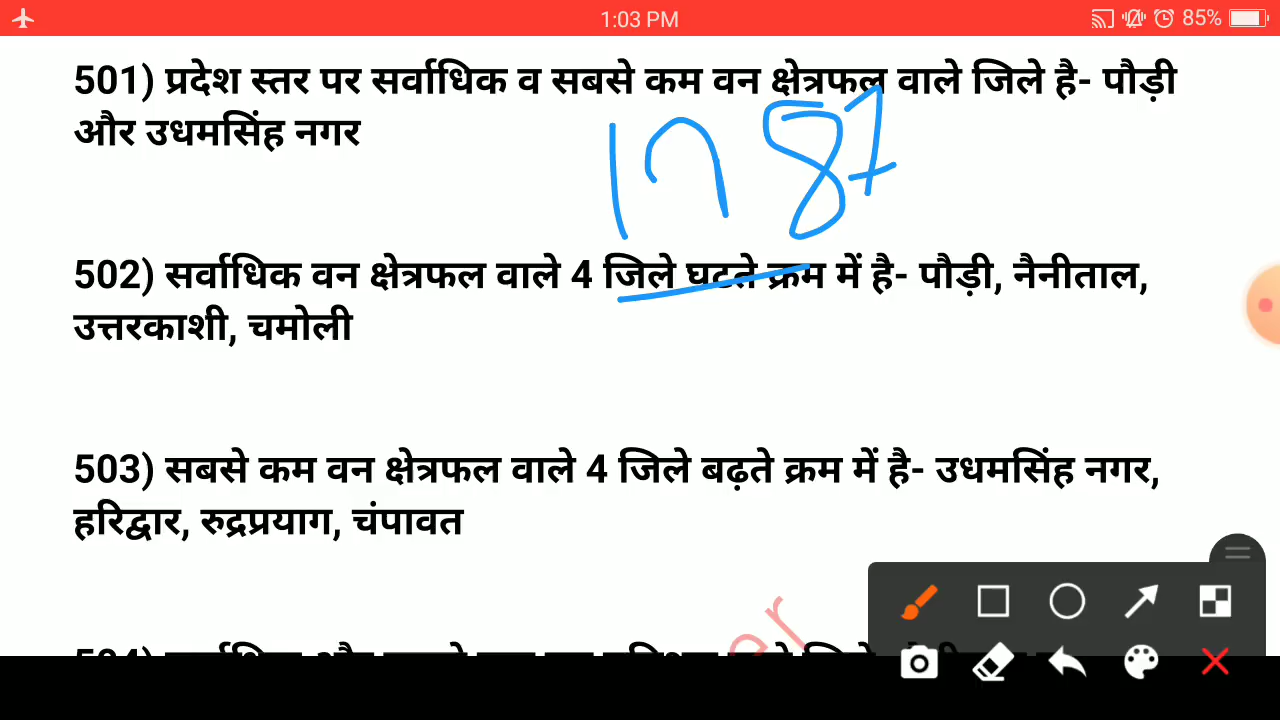 1:03 PM
85%
501) प्रदेश स्तर पर सर्वाधिक व सबसे कम वन क्षेत्रफल वाले जिले है- पौड़ी
और उधमसिंह नगर
1787
502) सर्वाधिक वन क्षेत्रफल वाले 4 जिले घटते क्रम में है- पौड़ी, नैनीताल,
उत्तरकाशी, चमोली
503) सबसे कम वन क्षेत्रफल वाले 4 जिले बढ़ते क्रम में है- उधमसिंह नगर,
हरिद्वार, रुद्रप्रयाग, चंपावत